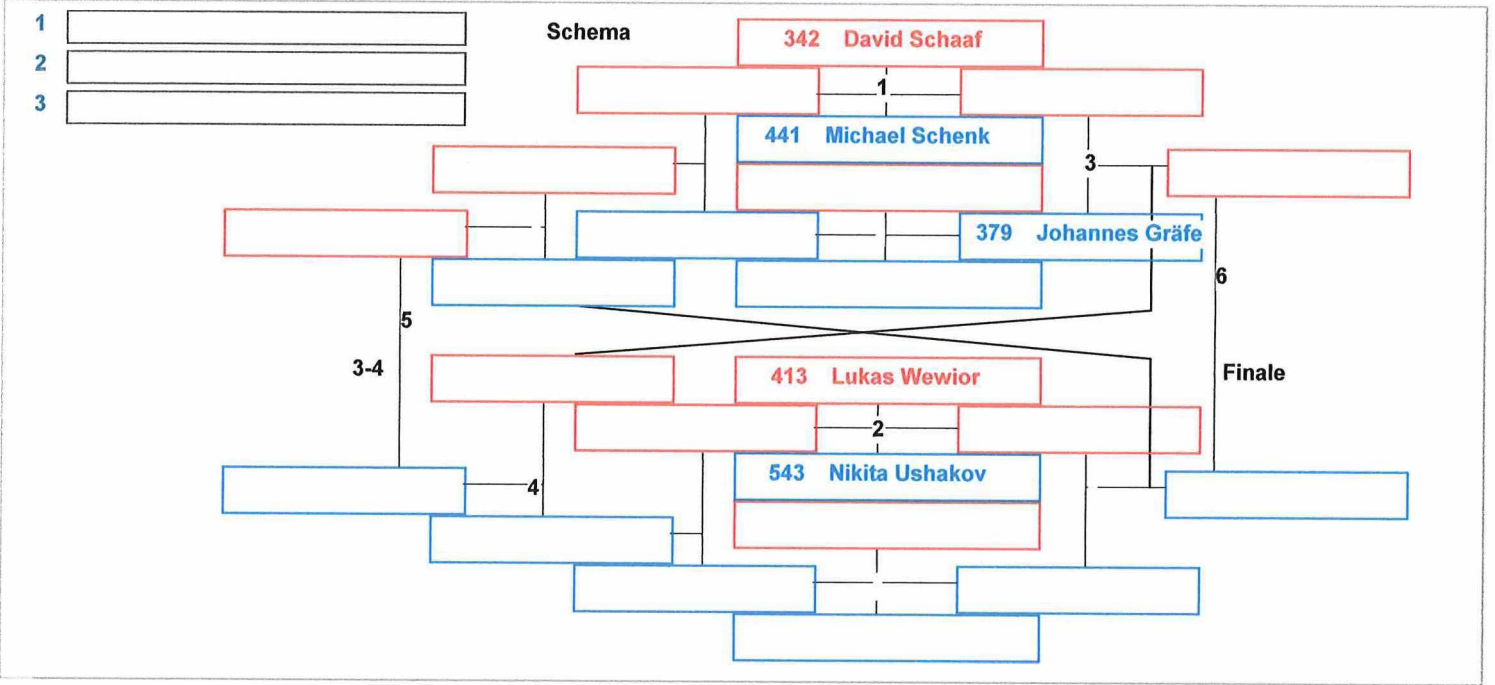 1
2
3
Schema
342 David Schaaf
1
441 Michael Schenk
3
379 Johannes Gräfe
6
5
3-4
Finale
413 Lukas Wewior
2
543 Nikita Ushakov
4